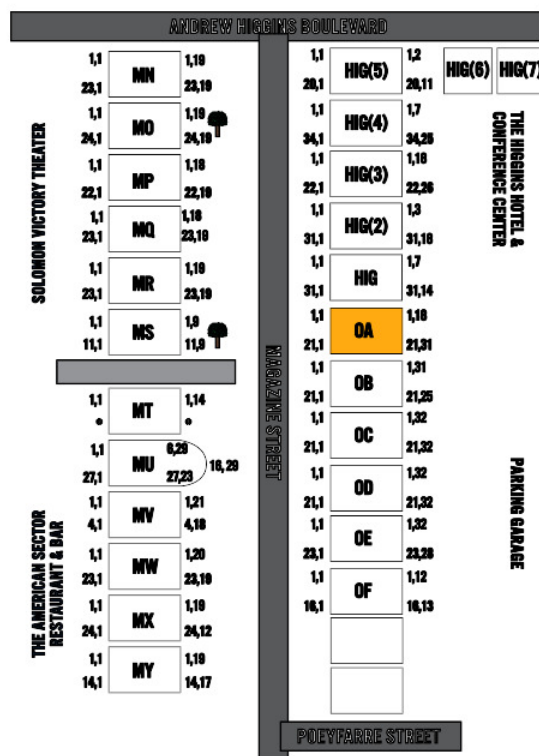 ANDREW HIGGINS BOULEVARD
SOLOMON VICTORY THEATER
1,1 MN 1,19
23,1 23,19
1,1 MO 1,19
24,1 24,19
1,1 MP 1,18
22,1 22,19
1,1 MQ 1,18
23,1 23,19
1,1 MR 1,19
23,1 23,19
1,1 MS 1,9
11,1 11,9
THE AMERICAN SECTOR
RESTAURANT & BAR
1,1 MT 1,14
1,1 MU 6,29
27,1 27,23 16,29
1,1 MV 1,21
4,1 4,18
1,1 MW 1,20
23,1 23,19
1,1 MX 1,19
24,1 24,12
1,1 MY 1,19
14,1 14,17
MAGAZINE STREET
1,1 HIG(5) 1,2
20,1 20,11
HIG(6) HIG(7)
1,1 HIG(4) 1,7
34,1 34,25
1,1 HIG(3) 1,16
22,1 22,26
1,1 HIG(2) 1,3
31,1 31,16
1,1 HIG 1,7
31,1 31,14
THE HIGGINS HOTEL &
CONFERENCE CENTER
1,1 OA 1,18
21,1 21,31
1,1 OB 1,31
21,1 21,25
1,1 OC 1,32
21,1 21,32
1,1 OD 1,32
21,1 21,32
1,1 OE 1,32
23,1 23,28
1,1 OF 1,12
16,1 16,13
PARKING GARAGE
POEYFARRE STREET